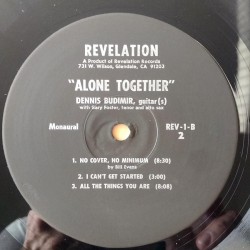 REVELATION
A Product of Revelation Records
731 W. Wilson, Glendale, CA 91203
"ALONE TOGETHER"
DENNIS BUDIMIR, guitar(s)
with Gary Foster, tenor and alto sax
Monaural REV-1-B
2
1. NO COVER, NO MINIMUM (8:30)
by Bill Evans
2. I CAN'T GET STARTED (3:00)
3. ALL THE THINGS YOU ARE (8:08)